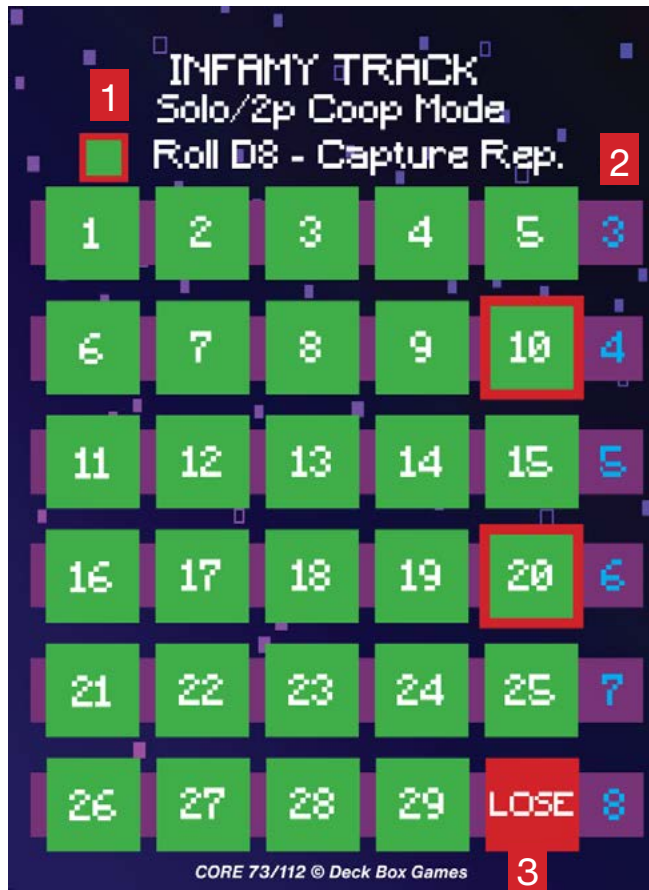 INFAMY TRACK
1
Solo/2p Coop Mode
Roll D8 - Capture Rep.
2
1 2 3 4 5 3
6 7 8 9 10 4
11 12 13 14 15 5
16 17 18 19 20 6
21 22 23 24 25 7
26 27 28 29 LOSE 8
CORE 73/112 © Deck Box Games
3